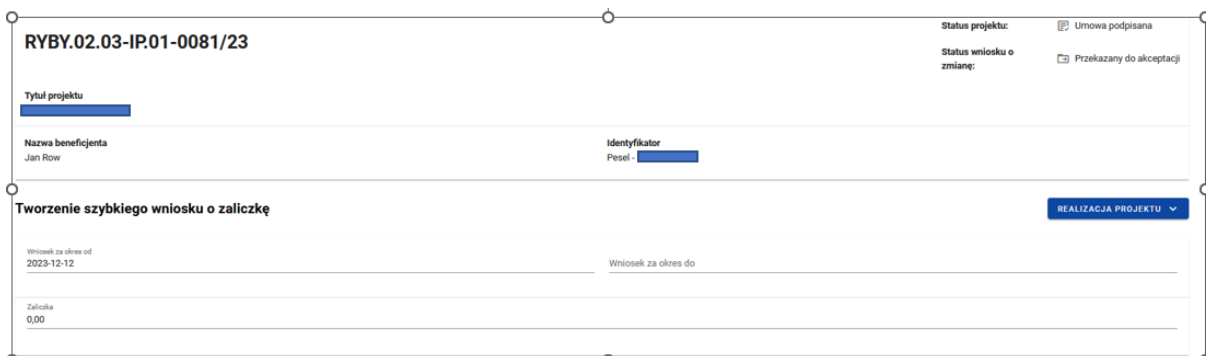 RYBY.02.03-IP.01-0081/23
Status projektu: Umowa podpisana
Status wniosku o zmianę: Przekazany do akceptacji
Tytuł projektu
Nazwa beneficjenta
Jan Row
Identyfikator
Pesel -
Tworzenie szybkiego wniosku o zaliczkę
REALIZACJA PROJEKTU
Wniosek za okres od
2023-12-12
Wniosek za okres do
Zaliczka
0,00